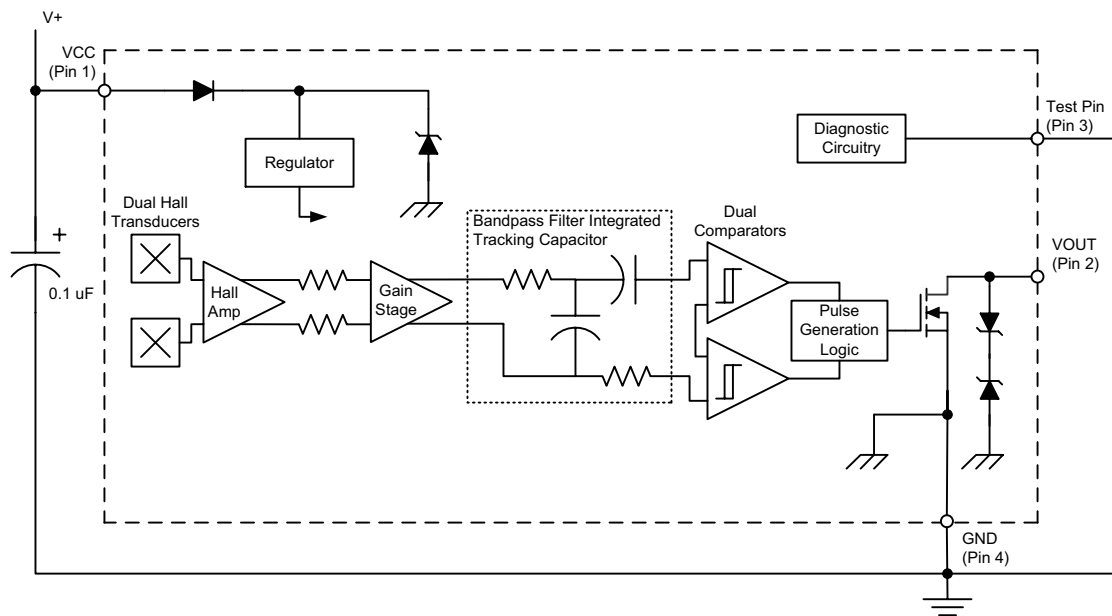 V+
VCC
(Pin 1)
Test Pin
(Pin 3)
Diagnostic
Circuitry
Regulator
Dual Hall
Transducers
Bandpass Filter Integrated
Tracking Capacitor
Dual
Comparators
VOUT
(Pin 2)
+
0.1 uF
Hall
Amp
Gain
Stage
Pulse
Generation
Logic
GND
(Pin 4)